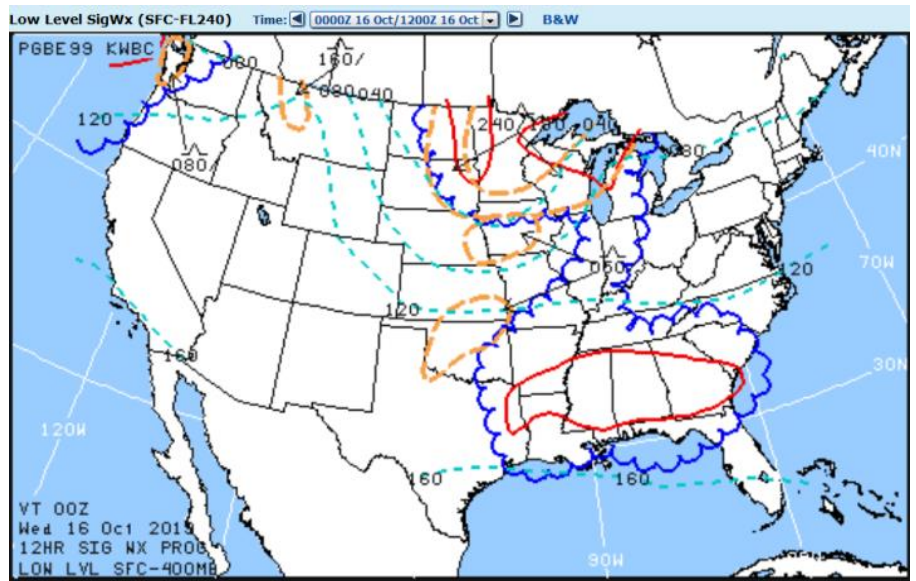 Low Level SigWx (SFC-FL240) Time: 0000Z 16 Oct/1200Z 16 Oct B&W
PGBE99 KWBC
160/
080
080 040
240/180/040
120
080/
080
40N
060/
70W
120
120
160
30N
120W
160
160
VT 00Z
Wed 16 Oct 2019
12HR SIG WX PROG
LOW LVL SFC-400MB
90W